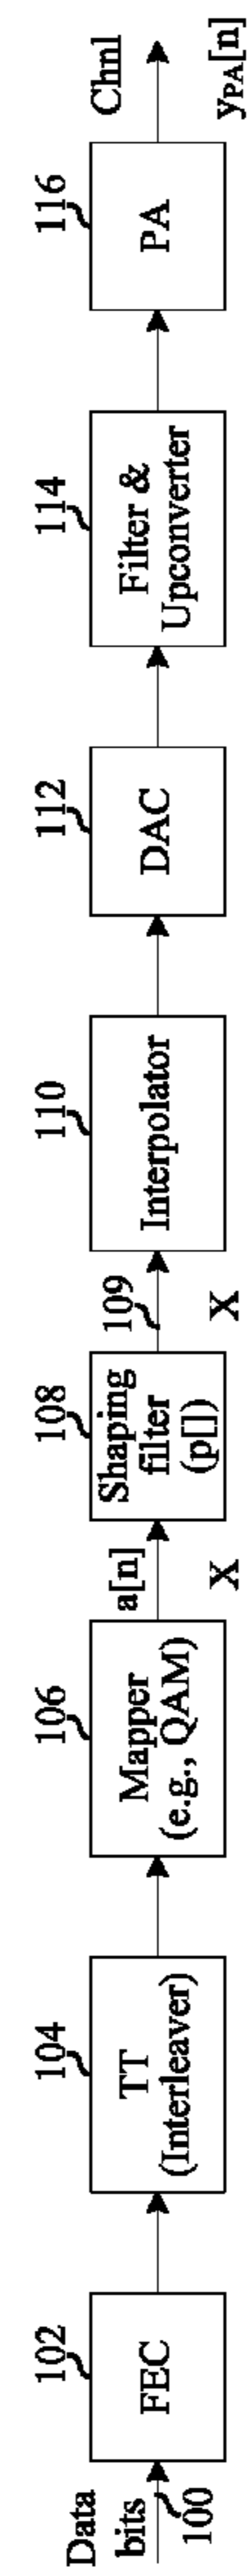 Data
bits
100
102
FEC
104
TT
(Interleaver)
106
Mapper
(e.g., QAM)
a[n]
X
108
Shaping
filter
(p[])
109
X
110
Interpolator
112
DAC
114
Filter &
Upconverter
116
PA
Chnl
yPA[n]